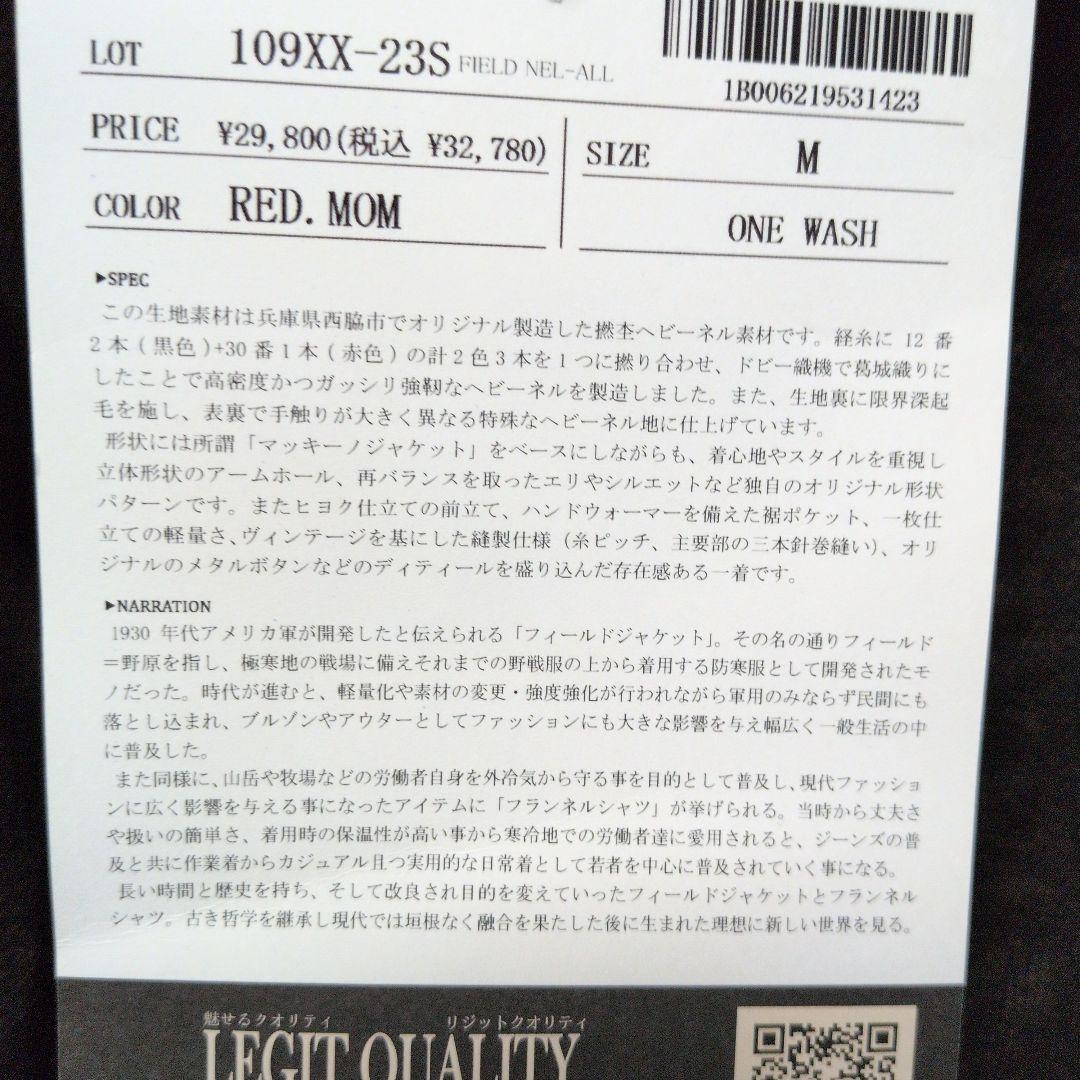 LOT 109XX-23S FIELD NEL-ALL
1B006219531423
PRICE ¥29,800(税込 ¥32,780)
SIZE M
COLOR RED. MOM
ONE WASH
▶SPEC
この生地素材は兵庫県西脇市でオリジナル製造した撚杢ヘビーネル素材です。経糸に 12 番
2本(黒色)+30番1本(赤色)の計2色3本を1つに撚り合わせ、ドビー織機で葛城織りに
したことで高密度かつガッシリ強靭なヘビーネルを製造しました。また、生地裏に限界深起
毛を施し、表裏で手触りが大きく異なる特殊なヘビーネル地に仕上げています。
形状には所謂「マッキーノジャケット」をベースにしながらも、着心地やスタイルを重視し
立体形状のアームホール、再バランスを取ったエリやシルエットなど独自のオリジナル形状
パターンです。またヒヨク仕立ての前立て、ハンドウォーマーを備えた裾ポケット、一枚仕
立ての軽量さ、ヴィンテージを基にした縫製仕様(糸ピッチ、主要部の三本針巻縫い)、オリ
ジナルのメタルボタンなどのディティールを盛り込んだ存在感ある一着です。
▶NARRATION
1930 年代アメリカ軍が開発したと伝えられる「フィールドジャケット」。その名の通りフィールド
=野原を指し、極寒地の戦場に備えそれまでの野戦服の上から着用する防寒服として開発されたモ
ノだった。時代が進むと、軽量化や素材の変更・強度強化が行われながら軍用のみならず民間にも
落とし込まれ、ブルゾンやアウターとしてファッションにも大きな影響を与え幅広く一般生活の中
に普及した。
また同様に、山岳や牧場などの労働者自身を外冷気から守る事を目的として普及し、現代ファッショ
ンに広く影響を与える事になったアイテムに「フランネルシャツ」が挙げられる。当時から丈夫さ
や扱いの簡単さ、着用時の保温性が高い事から寒冷地での労働者達に愛用されると、ジーンズの普
及と共に作業着からカジュアル且つ実用的な日常着として若者を中心に普及されていく事になる。
長い時間と歴史を持ち、そして改良され目的を変えていったフィールドジャケットとフランネル
シャツ。古き哲学を継承し現代では垣根なく融合を果たした後に生まれた理想に新しい世界を見る。
魅せるクオリティ リジットクオリティ
LEGIT QUALITY